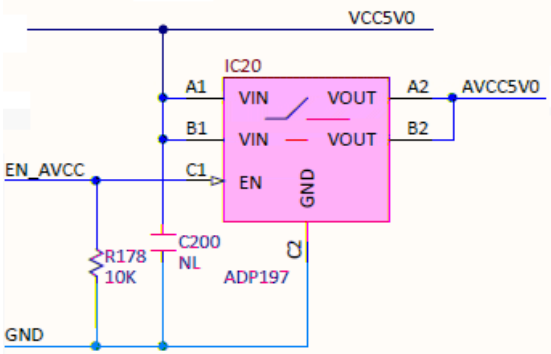 VCC5V0
IC20
A1 VIN VOUT A2 AVCC5V0
B1 VIN VOUT B2
EN_AVCC C1 EN GND
C2
R178 C200
10K NL ADP197
GND